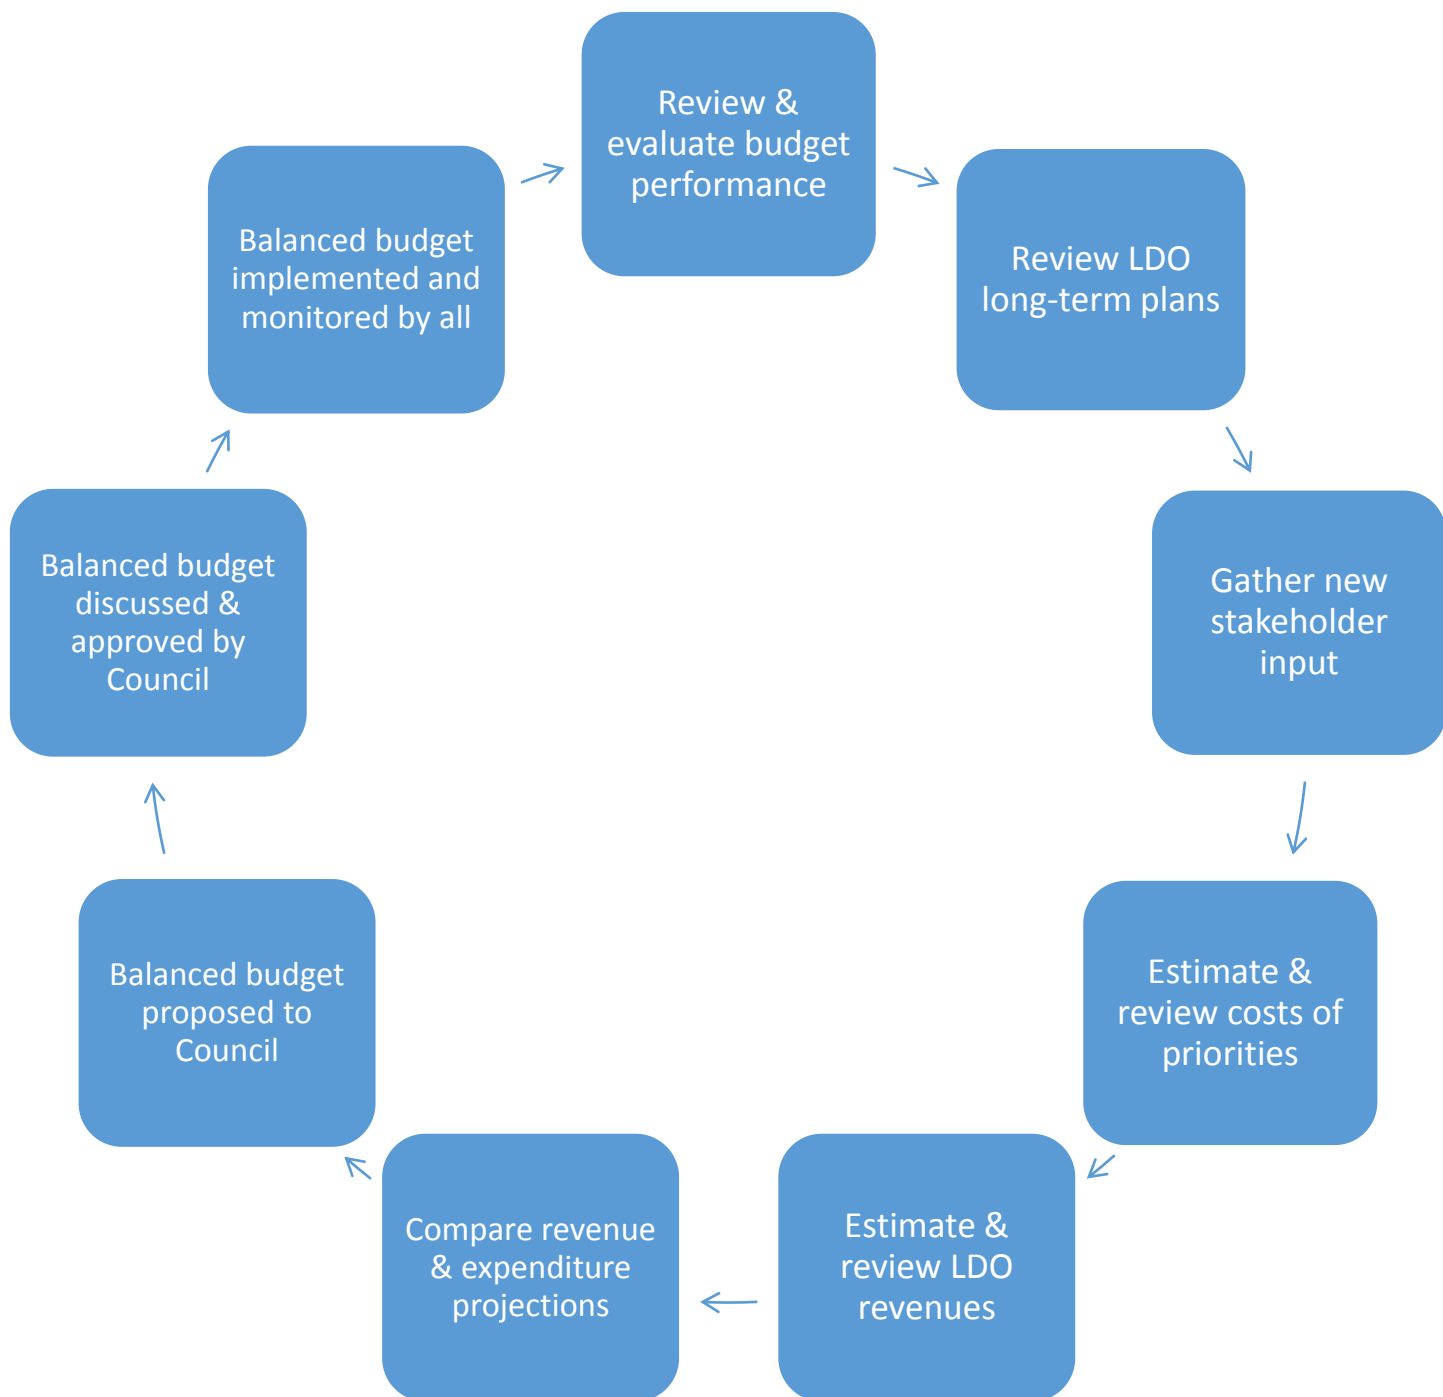 Review &
evaluate budget
performance
Review LDO
long-term plans
Gather new
stakeholder
input
Estimate &
review costs of
priorities
Estimate &
review LDO
revenues
Compare revenue
& expenditure
projections
Balanced budget
proposed to
Council
Balanced budget
discussed &
approved by
Council
Balanced budget
implemented and
monitored by all